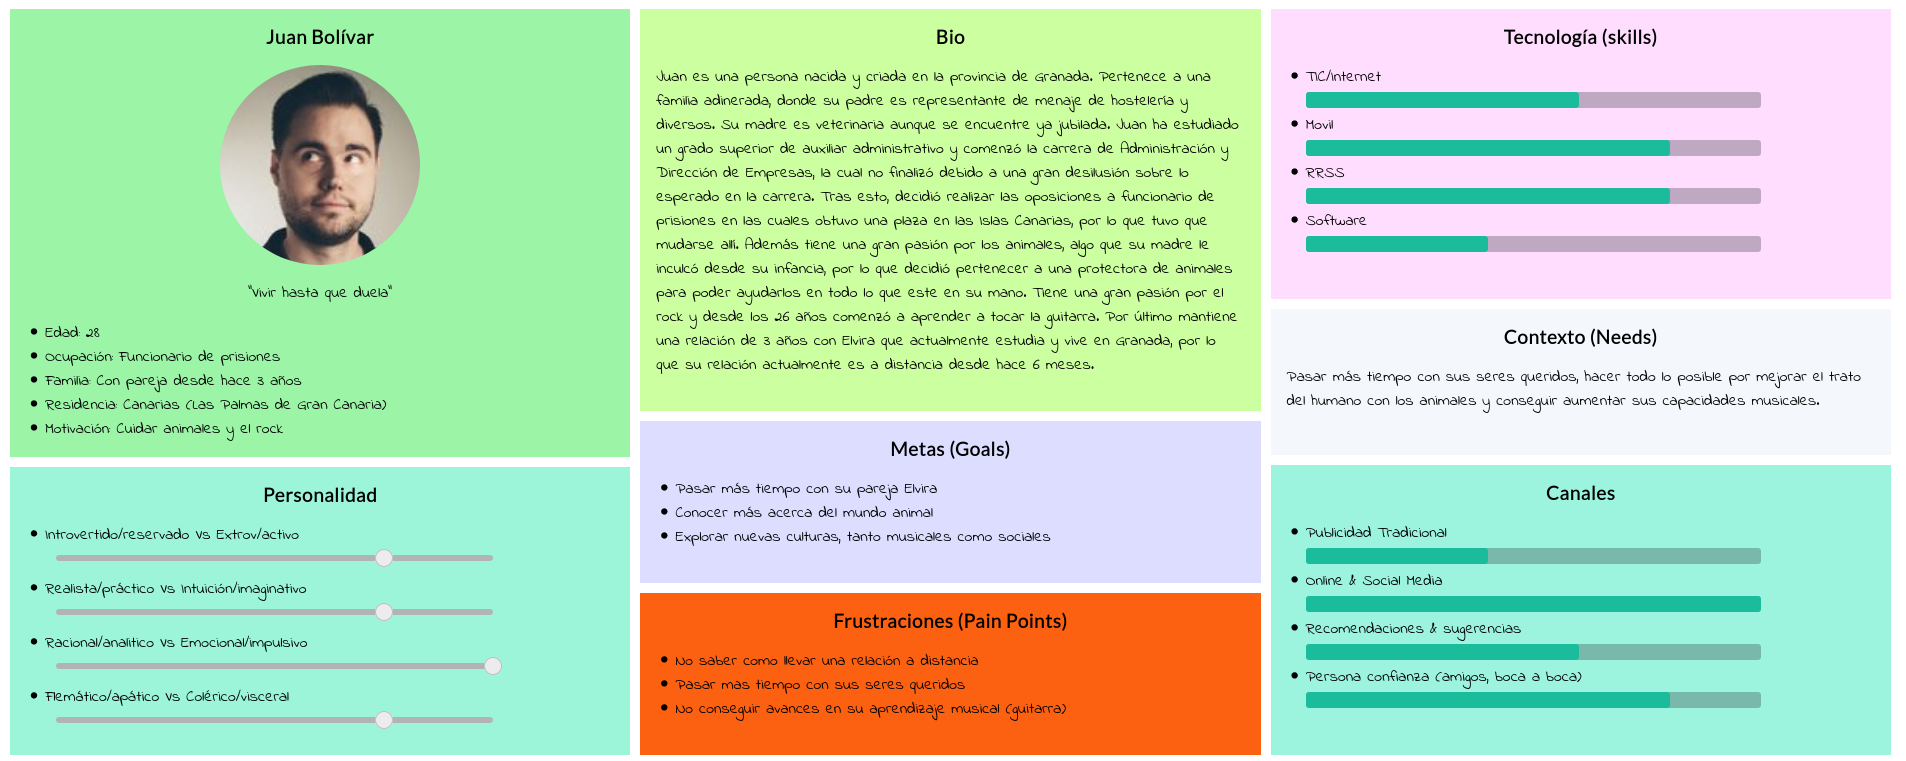 Juan Bolívar
"Vivir hasta que duela"
Edad: 28
Ocupación: Funcionario de prisiones
Familia: Con pareja desde hace 3 años
Residencia: Canarias (Las Palmas de Gran Canaria)
Motivación: Cuidar animales y el rock
Personalidad
Introvertido/reservado Vs Extrov/activo
Realista/práctico Vs Intuición/imaginativo
Racional/analítico Vs Emocional/impulsivo
Flemático/apático Vs Colérico/visceral
Bio
Juan es una persona nacida y criada en la provincia de Granada. Pertenece a una
familia adinerada, donde su padre es representante de menaje de hostelería y
diversos. Su madre es veterinaria aunque se encuentre ya jubilada. Juan ha estudiado
un grado superior de auxiliar administrativo y comenzó la carrera de Administración y
Dirección de Empresas, la cual no finalizó debido a una gran desilusión sobre lo
esperado en la carrera. Tras esto, decidió realizar las oposiciones a funcionario de
prisiones en las cuales obtuvo una plaza en las Islas Canarias, por lo que tuvo que
mudarse allí. Además tiene una gran pasión por los animales, algo que su madre le
inculcó desde su infancia, por lo que decidió pertenecer a una protectora de animales
para poder ayudarlos en todo lo que este en su mano. Tiene una gran pasión por el
rock y desde los 26 años comenzó a aprender a tocar la guitarra. Por último mantiene
una relación de 3 años con Elvira que actualmente estudia y vive en Granada, por lo
que su relación actualmente es a distancia desde hace 6 meses.
Metas (Goals)
Pasar más tiempo con su pareja Elvira
Conocer más acerca del mundo animal
Explorar nuevas culturas, tanto musicales como sociales
Frustraciones (Pain Points)
No saber como llevar una relación a distancia
Pasar mas tiempo con sus seres queridos
No conseguir avances en su aprendizaje musical (guitarra)
Tecnología (skills)
TIC/Internet
Movil
RRSS
Software
Contexto (Needs)
Pasar más tiempo con sus seres queridos, hacer todo lo posible por mejorar el trato
del humano con los animales y conseguir aumentar sus capacidades musicales.
Canales
Publicidad Tradicional
Online & Social Media
Recomendaciones & sugerencias
Persona confianza (amigos, boca a boca)